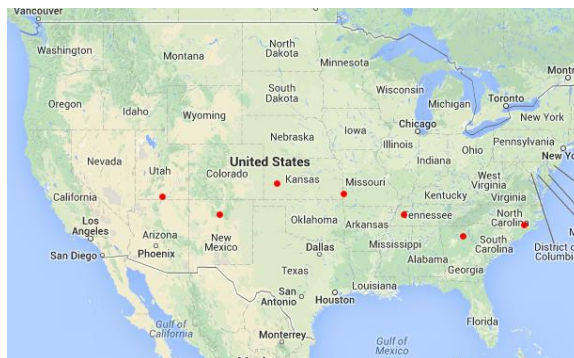 Vancouver
Washington
Montana
North
Dakota
Minnesota
Oregon
Idaho
Wyoming
South
Dakota
Wisconsin
Michigan
Toronto
Montr
New York
Chicago
Iowa
Nebraska
Illinois
Indiana
Ohio
Pennsylvania
New York
Nevada
Utah
Colorado
United States
Kansas
Missouri
West
Virginia
Virginia
Kentucky
California
Los
Angeles
San Diego
Arizona
Phoenix
New
Mexico
Oklahoma
Arkansas
Tennessee
North
Carolina
South
Carolina
M
District o
Columbi
Mississippi
Alabama
Georgia
Dallas
Texas
Louisiana
San
Antonio
Houston
Florida
Gulf of
California
Monterrey
Gulf of
Mexico